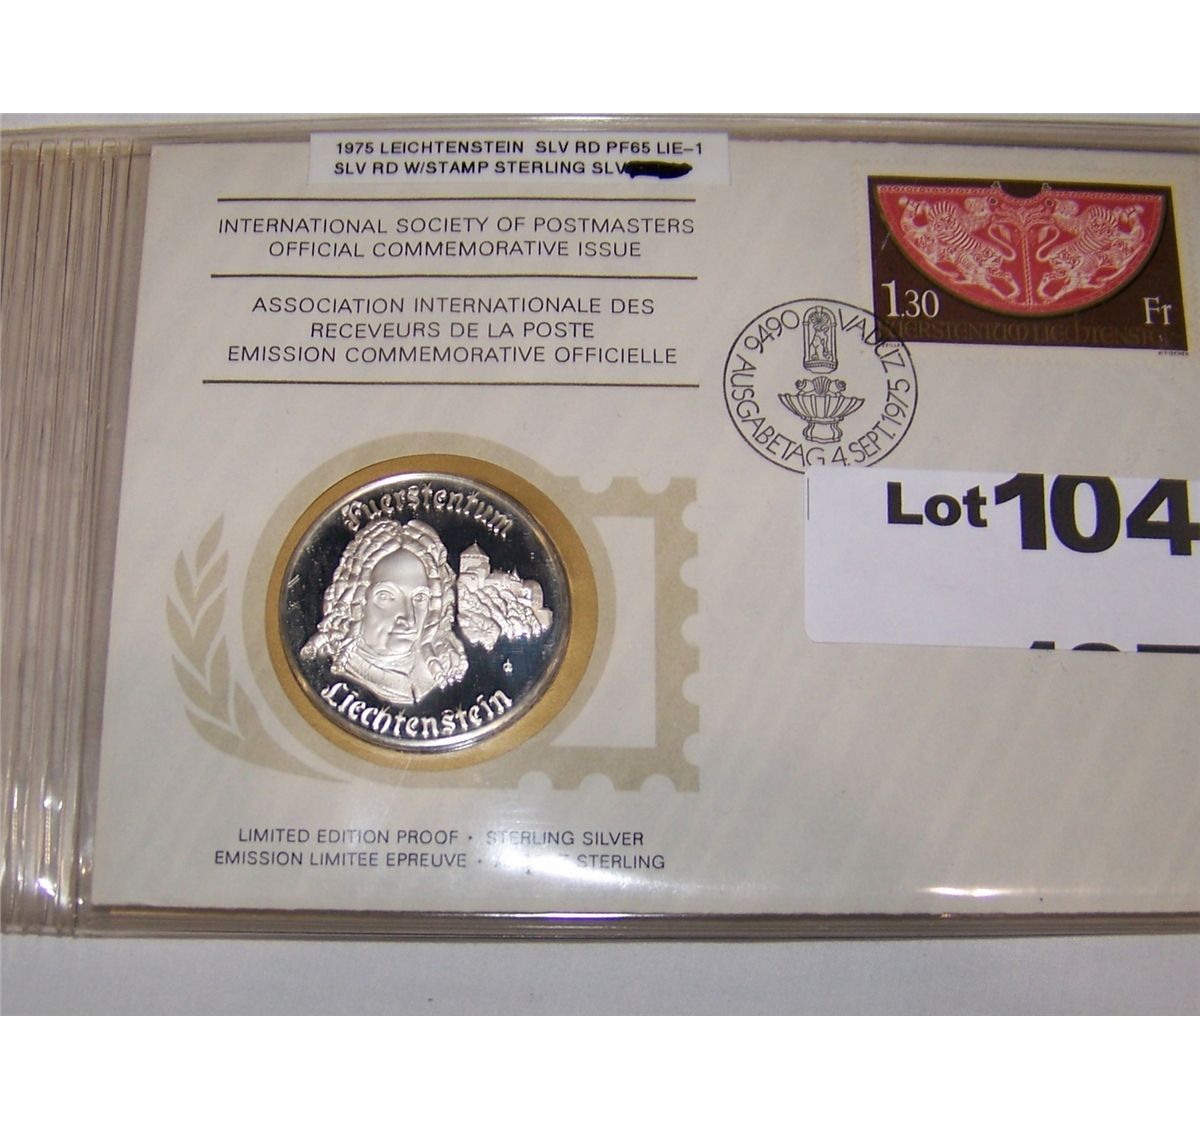 1975 LEICHTENSTEIN SLV RD PF65 LIE-1
SLV RD W/STAMP STERLING SLV
INTERNATIONAL SOCIETY OF POSTMASTERS
OFFICIAL COMMEMORATIVE ISSUE
ASSOCIATION INTERNATIONALE DES
RECEVEURS DE LA POSTE
EMISSION COMMEMORATIVE OFFICIELLE
1.30 Fr
FUERSTENTUM LIECHTENSTEIN
9490 VADUZ
AUSGABETAG 4. SEPT. 1975
Lot 104
Fuerstentum
Liechtenstein
LIMITED EDITION PROOF · STERLING SILVER
EMISSION LIMITEE EPREUVE · STERLING